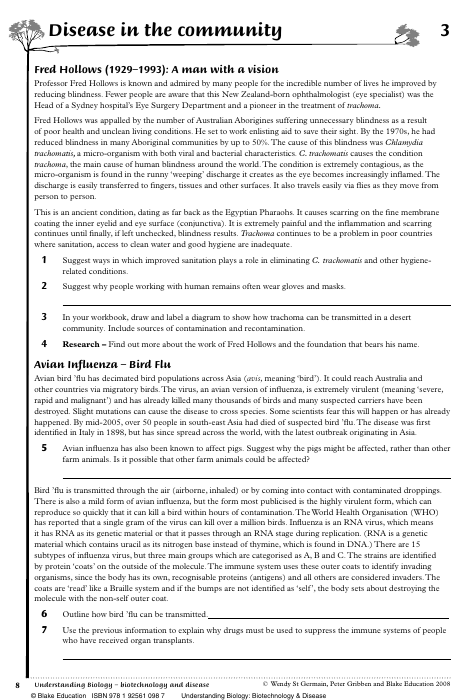 Disease in the community
3
Fred Hollows (1929–1993): A man with a vision
Professor Fred Hollows is known and admired by many people for the incredible number of lives he improved by
reducing blindness. Fewer people are aware that this New Zealand-born ophthalmologist (eye specialist) was the
Head of a Sydney hospital's Eye Surgery Department and a pioneer in the treatment of trachoma.
Fred Hollows was appalled by the number of Australian Aborigines suffering unnecessary blindness as a result
of poor health and unclean living conditions. He set to work enlisting aid to save their sight. By the 1970s, he had
reduced blindness in many Aboriginal communities by up to 50%. The cause of this blindness was Chlamydia
trachomatis, a micro-organism with both viral and bacterial characteristics. C. trachomatis causes the condition
trachoma, the main cause of human blindness around the world. The condition is extremely contagious, as the
micro-organism is found in the runny 'weeping' discharge it creates as the eye becomes increasingly inflamed. The
discharge is easily transferred to fingers, tissues and other surfaces. It also travels easily via flies as they move from
person to person.
This is an ancient condition, dating as far back as the Egyptian Pharaohs. It causes scarring on the fine membrane
coating the inner eyelid and eye surface (conjunctiva). It is extremely painful and the inflammation and scarring
continues until finally, if left unchecked, blindness results. Trachoma continues to be a problem in poor countries
where sanitation, access to clean water and good hygiene are inadequate.
1 Suggest ways in which improved sanitation plays a role in eliminating C. trachomatis and other hygiene-
related conditions.
2 Suggest why people working with human remains often wear gloves and masks.
3 In your workbook, draw and label a diagram to show how trachoma can be transmitted in a desert
community. Include sources of contamination and recontamination.
4 Research – Find out more about the work of Fred Hollows and the foundation that bears his name.
Avian Influenza – Bird Flu
Avian bird 'flu has decimated bird populations across Asia (avis, meaning 'bird'). It could reach Australia and
other countries via migratory birds. The virus, an avian version of influenza, is extremely virulent (meaning 'severe,
rapid and malignant') and has already killed many thousands of birds and many suspected carriers have been
destroyed. Slight mutations can cause the disease to cross species. Some scientists fear this will happen or has already
happened. By mid-2005, over 50 people in south-east Asia had died of suspected bird 'flu. The disease was first
identified in Italy in 1898, but has since spread across the world, with the latest outbreak originating in Asia.
5 Avian influenza has also been known to affect pigs. Suggest why the pigs might be affected, rather than other
farm animals. Is it possible that other farm animals could be affected?
Bird 'flu is transmitted through the air (airborne, inhaled) or by coming into contact with contaminated droppings.
There is also a mild form of avian influenza, but the form most publicised is the highly virulent form, which can
reproduce so quickly that it can kill a bird within hours of contamination. The World Health Organisation (WHO)
has reported that a single gram of the virus can kill over a million birds. Influenza is an RNA virus, which means
it has RNA as its genetic material or that it passes through an RNA stage during replication. (RNA is a genetic
material which contains uracil as its nitrogen base instead of thymine, which is found in DNA.) There are 15
subtypes of influenza virus, but three main groups which are categorised as A, B and C. The strains are identified
by protein 'coats' on the outside of the molecule. The immune system uses these outer coats to identify invading
organisms, since the body has its own, recognisable proteins (antigens) and all others are considered invaders. The
coats are 'read' like a Braille system and if the bumps are not identified as 'self', the body sets about destroying the
molecule with the non-self outer coat.
6 Outline how bird 'flu can be transmitted.
7 Use the previous information to explain why drugs must be used to suppress the immune systems of people
who have received organ transplants.
8 Understanding Biology – biotechnology and disease
© Wendy St Germain, Peter Gribben and Blake Education 2008
© Blake Education ISBN 978 1 92561 098 7 Understanding Biology: Biotechnology & Disease